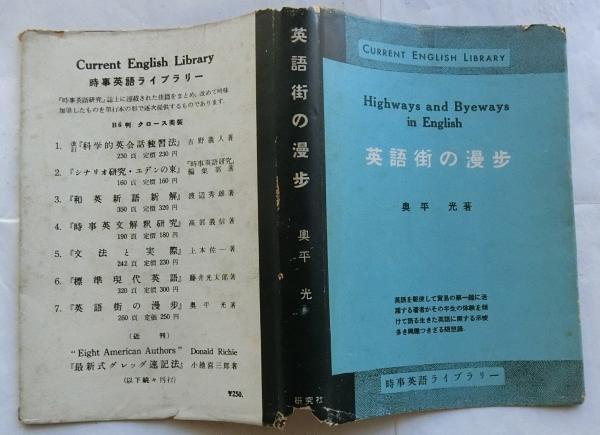 Current English Library
時事英語ライブラリー
『時事英語研究』誌上に連載された佳篇をまとめ、改めて吟味
加筆したものを単行本の形で逐次提供するものであります.
B6判 クロース美装
1. 改訂『科学的英会話独習法』 吉野義人著
230頁 定価230円
2. 『シナリオ研究・エデンの東』 『時事英語研究』編集部著
160頁 定価160円
3. 『和英新語新解』 渡辺秀雄著
350頁 定価320円
4. 『時事英文解釈研究』 高部義信著
190頁 定価180円
5. 『文法と実際』 上本佐一著
242頁 定価230円
6. 『標準現代英語』 藤井光太郎著
320頁 定価300円
7. 『英語街の漫歩』 奥平光著
260頁 定価250円
(近刊)
"Eight American Authors" Donald Richie
『最新式グレッグ速記法』 小橋喜三郎著
(以下続々刊行)
¥250.
英語街の漫歩
奥平光
研究社
CURRENT ENGLISH LIBRARY
Highways and Byeways
in English
英語街の漫步
奥平 光著
英語を駆使して貿易の第一線に活
躍する著者がその半生の体験を傾
けて語る生きた英語に関する示唆
多き興趣つきざる随想録.
時事英語ライブラリー